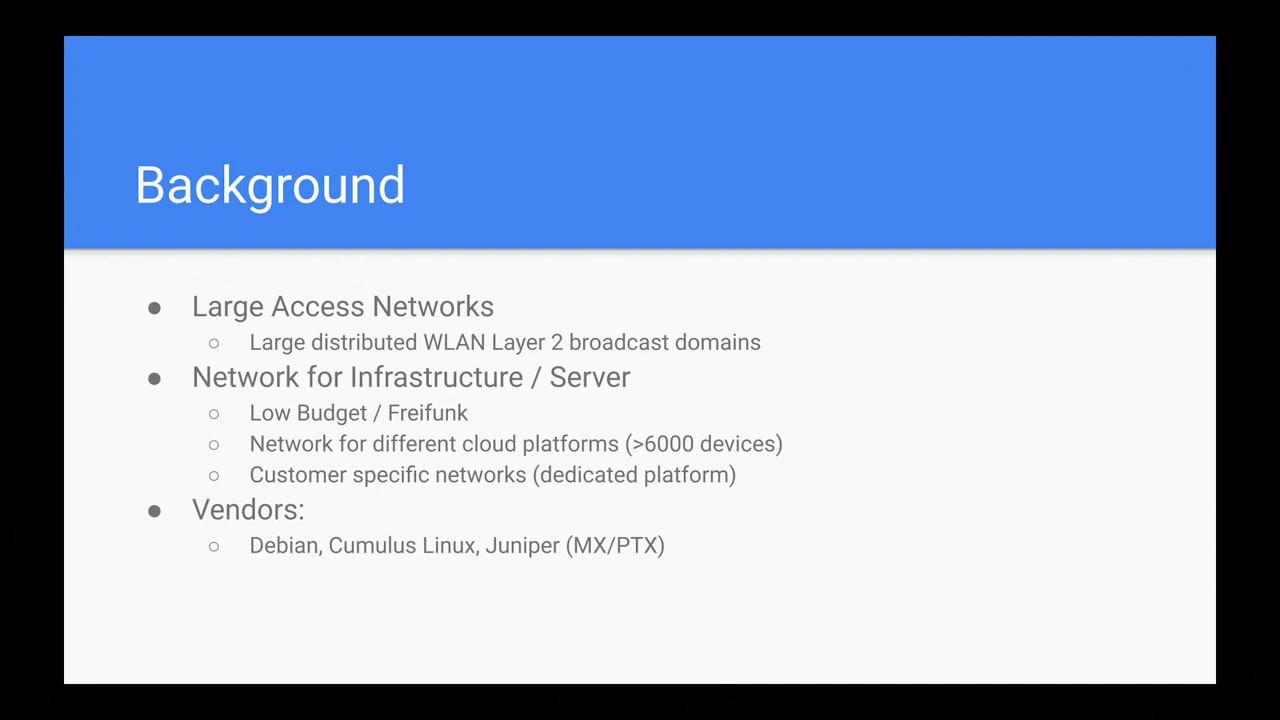 Background
● Large Access Networks
○ Large distributed WLAN Layer 2 broadcast domains
● Network for Infrastructure / Server
○ Low Budget / Freifunk
○ Network for different cloud platforms (>6000 devices)
○ Customer specific networks (dedicated platform)
● Vendors:
○ Debian, Cumulus Linux, Juniper (MX/PTX)